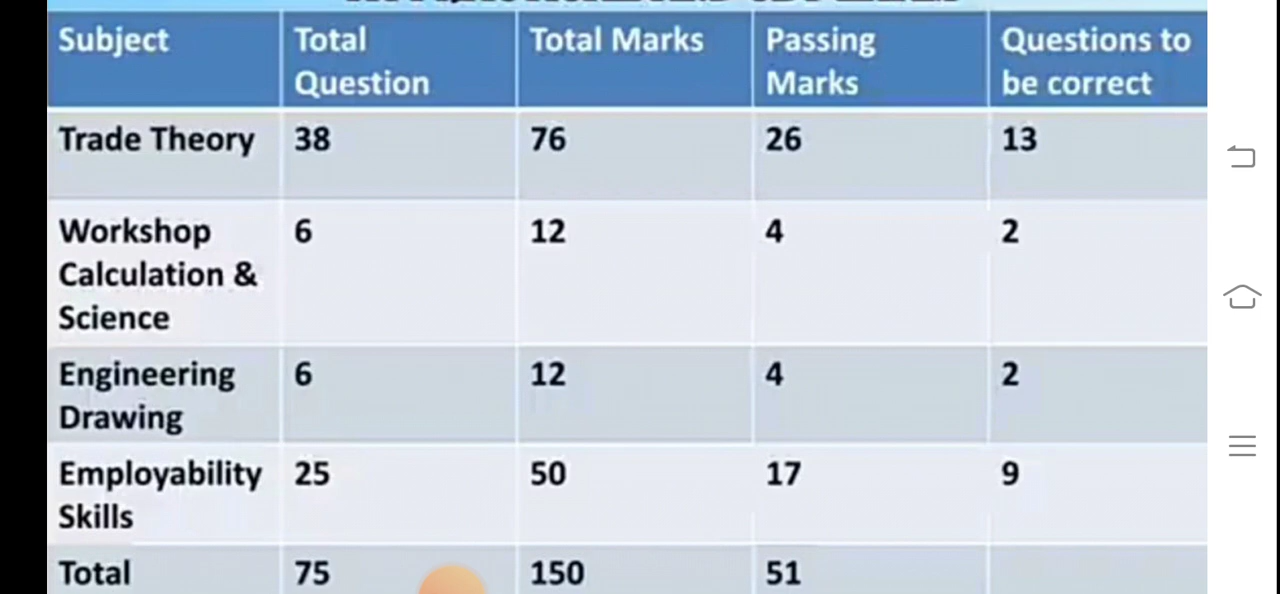 Subject Total Question Total Marks Passing Marks Questions to be correct
Trade Theory 38 76 26 13
Workshop Calculation & Science 6 12 4 2
Engineering Drawing 6 12 4 2
Employability Skills 25 50 17 9
Total 75 150 51